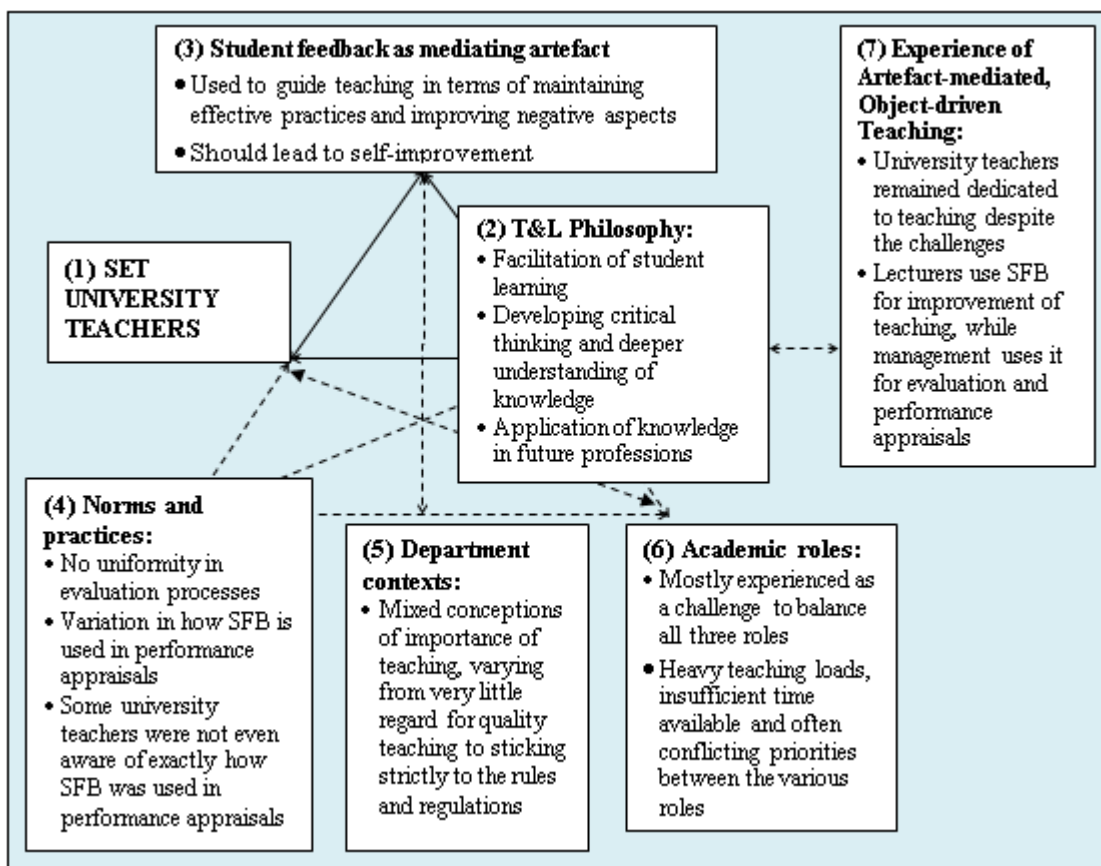 (3) Student feedback as mediating artefact
• Used to guide teaching in terms of maintaining
effective practices and improving negative aspects
• Should lead to self-improvement
(7) Experience of
Artefact-mediated,
Object-driven
Teaching:
• University teachers
remained dedicated
to teaching despite
the challenges
• Lecturers use SFB
for improvement of
teaching, while
management uses it
for evaluation and
performance
appraisals
(1) SET
UNIVERSITY
TEACHERS
(2) T&L Philosophy:
• Facilitation of student
learning
• Developing critical
thinking and deeper
understanding of
knowledge
• Application of knowledge
in future professions
(4) Norms and
practices:
• No uniformity in
evaluation processes
• Variation in how SFB is
used in performance
appraisals
• Some university
teachers were not even
aware of exactly how
SFB was used in
performance appraisals
(5) Department
contexts:
• Mixed conceptions
of importance of
teaching, varying
from very little
regard for quality
teaching to sticking
strictly to the rules
and regulations
(6) Academic roles:
• Mostly experienced as
a challenge to balance
all three roles
• Heavy teaching loads,
insufficient time
available and often
conflicting priorities
between the various
roles